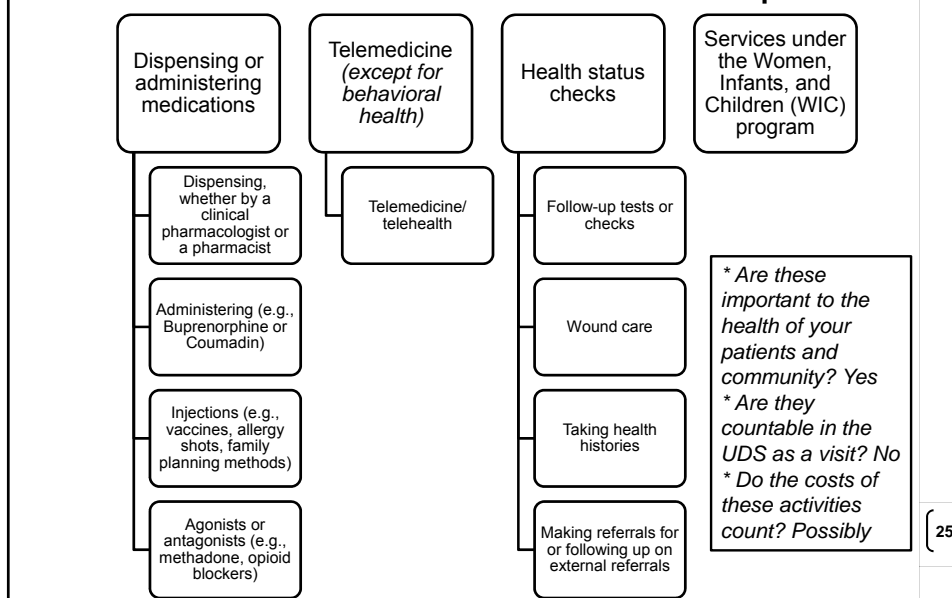 Dispensing or
administering
medications
Dispensing,
whether by a
clinical
pharmacologist or
a pharmacist
Administering (e.g.,
Buprenorphine or
Coumadin)
Injections (e.g.,
vaccines, allergy
shots, family
planning methods)
Agonists or
antagonists (e.g.,
methadone, opioid
blockers)
Telemedicine
(except for
behavioral
health)
Telemedicine/
telehealth
Health status
checks
Follow-up tests or
checks
Wound care
Taking health
histories
Making referrals for
or following up on
external referrals
Services under
the Women,
Infants, and
Children (WIC)
program
* Are these
important to the
health of your
patients and
community? Yes
* Are they
countable in the
UDS as a visit? No
* Do the costs of
these activities
count? Possibly
25